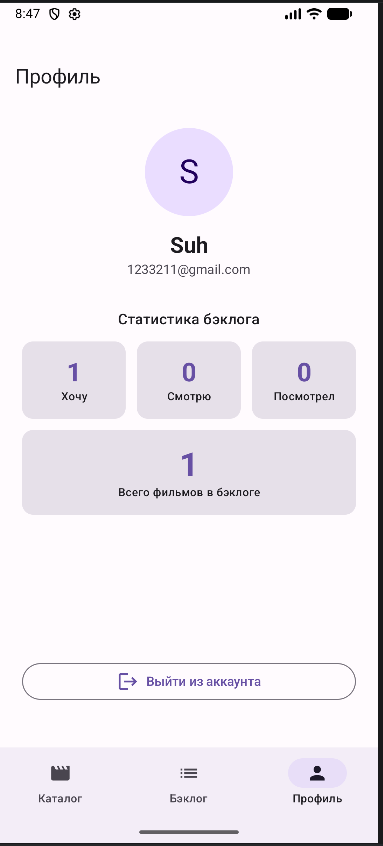 8:47
Профиль
S
Suh
1233211@gmail.com
Статистика бэклога
1 0 0
Хочу Смотрю Посмотрел
1
Всего фильмов в бэклоге
Выйти из аккаунта
Каталог Бэклог Профиль